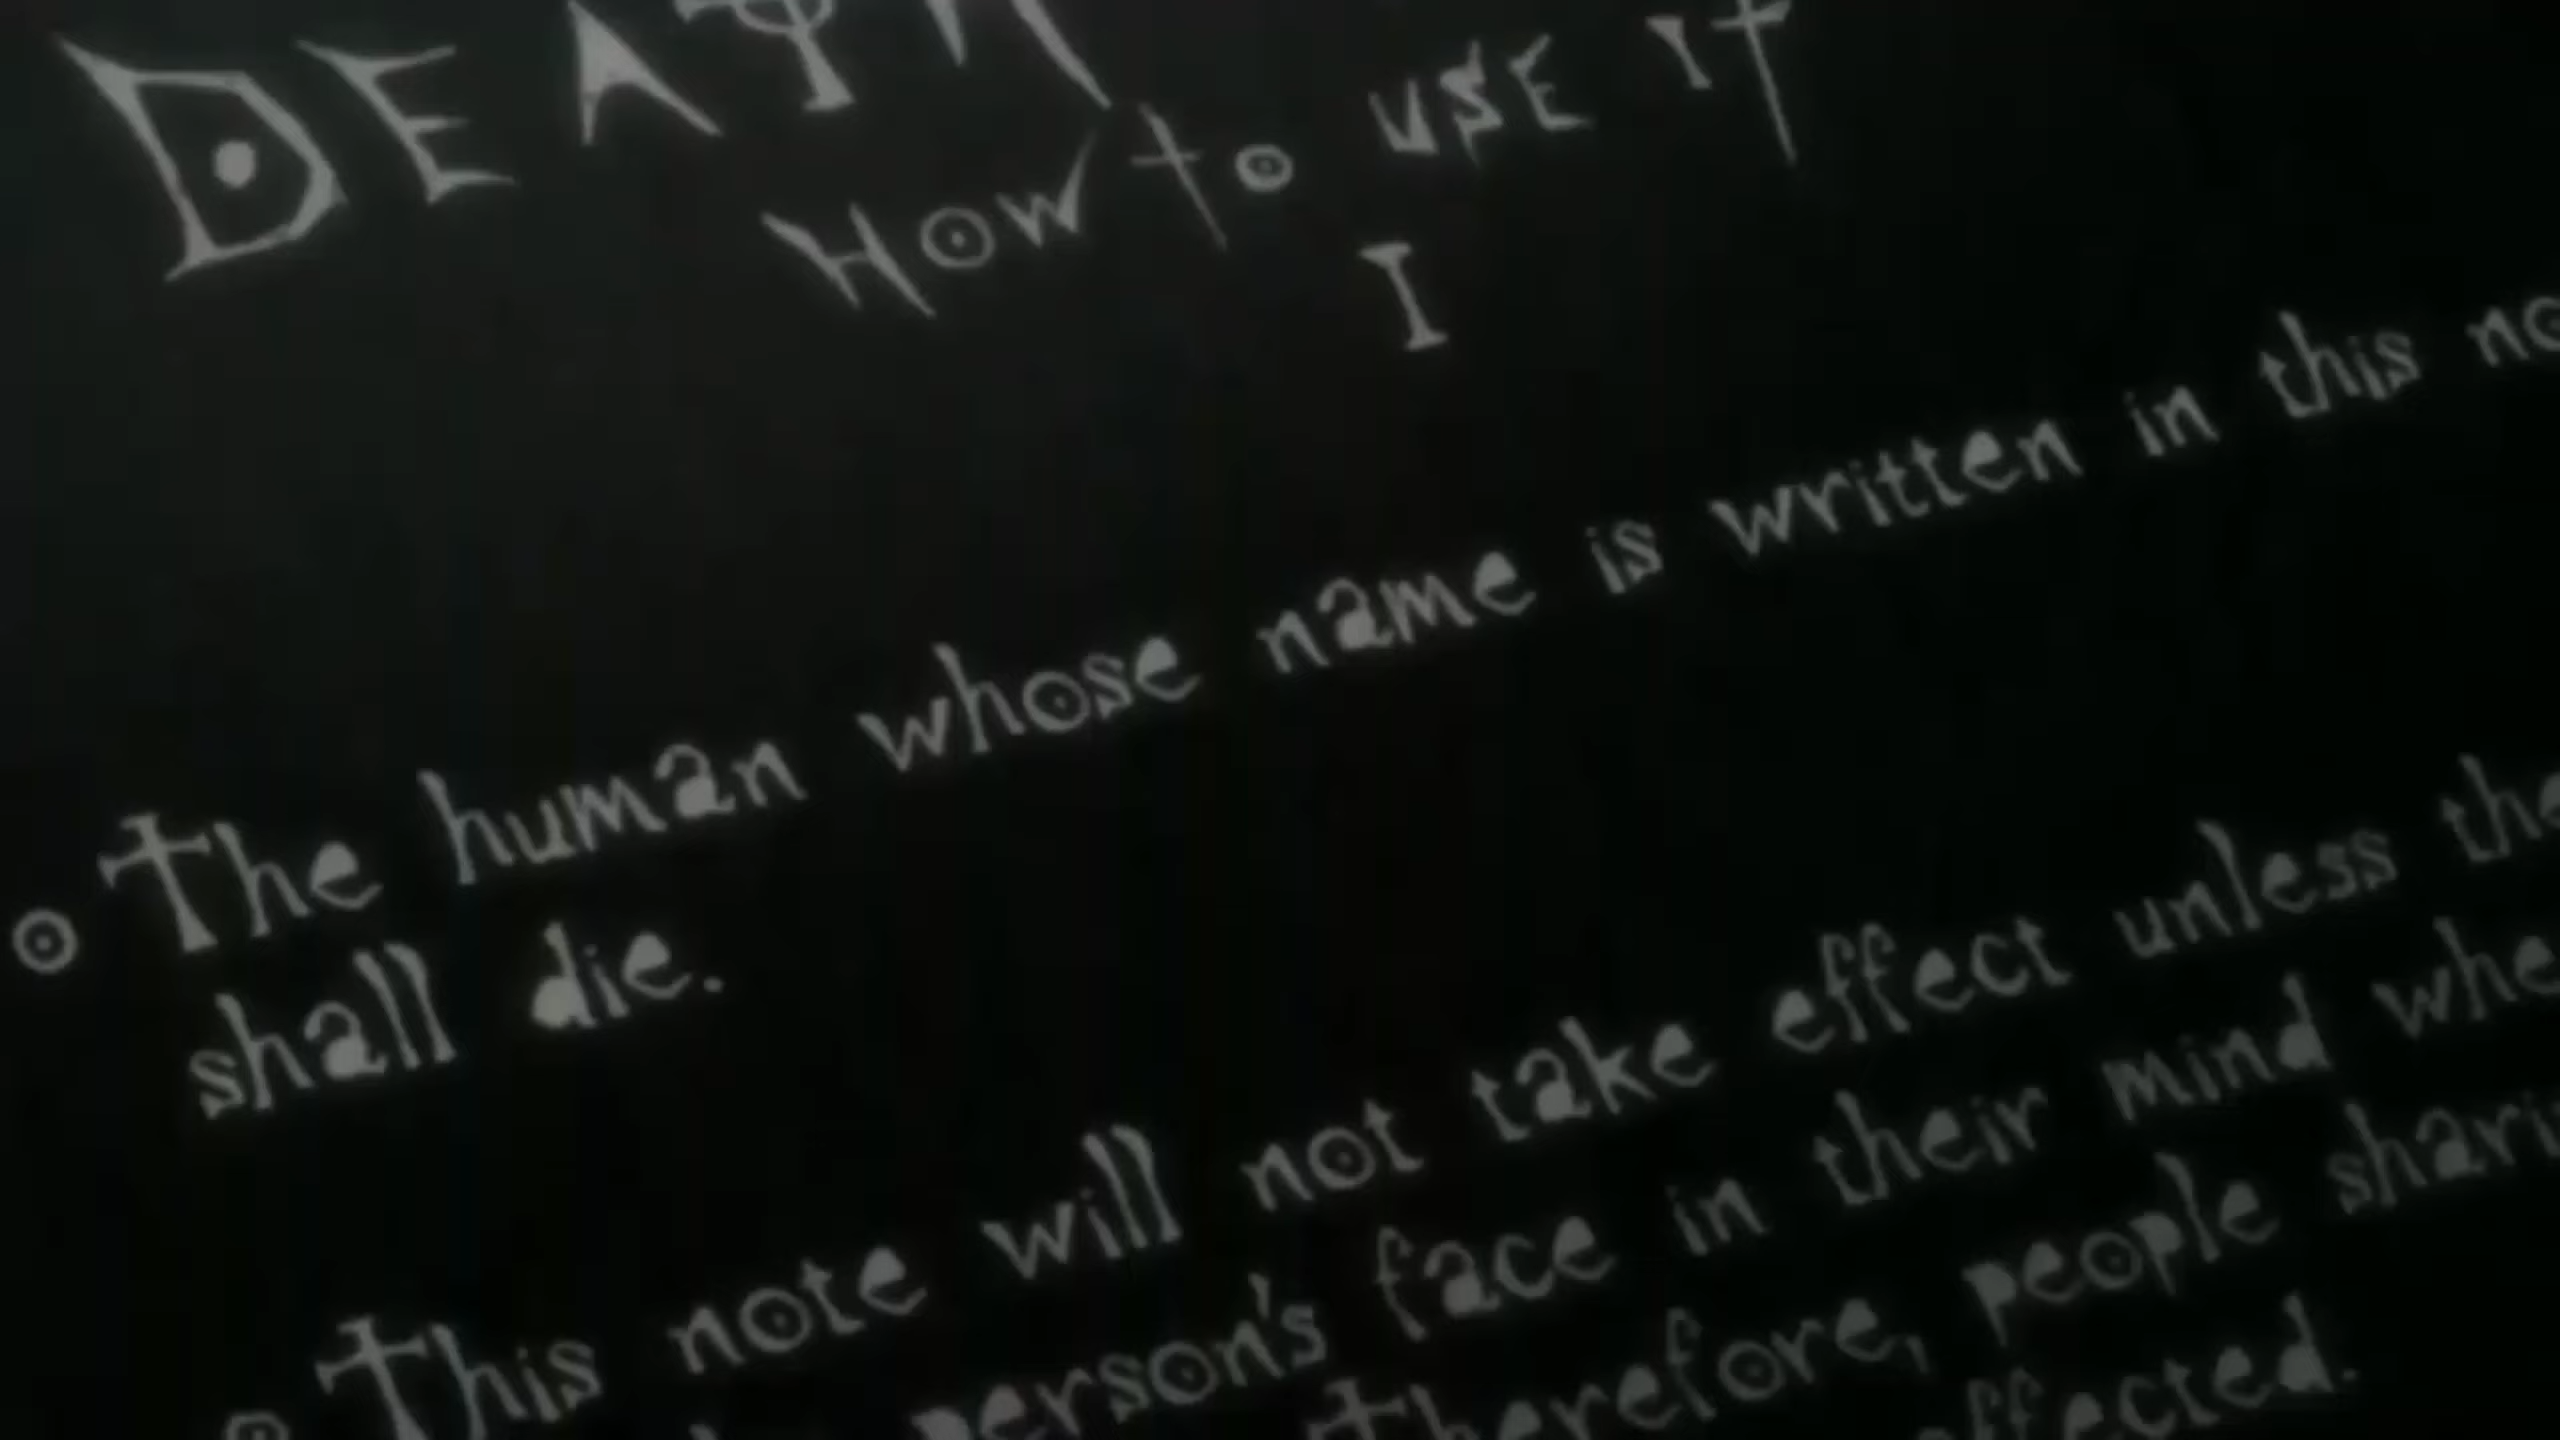 DEATH
How to USE IT
I
The human whose name is written in this
shall die.
This note will not take effect unless
person's face in their mind
Therefore, people